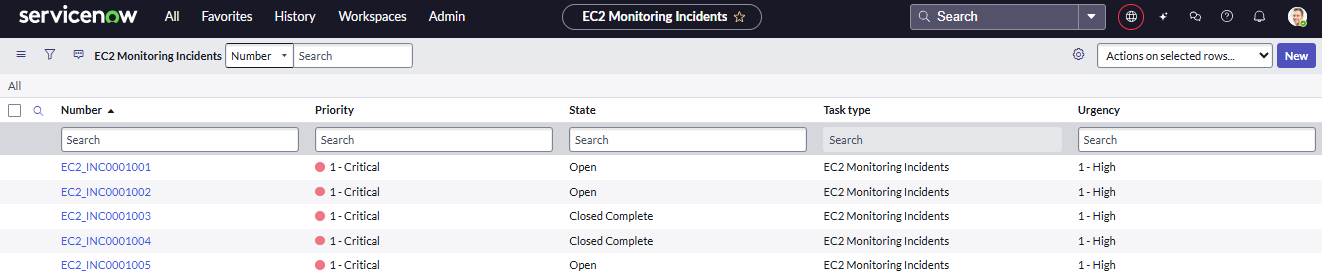 servicenow All Favorites History Workspaces Admin EC2 Monitoring Incidents Search
EC2 Monitoring Incidents Number Search Actions on selected rows... New
All
Number Priority State Task type Urgency
Search Search Search Search Search
EC2_INC0001001 1 - Critical Open EC2 Monitoring Incidents 1 - High
EC2_INC0001002 1 - Critical Open EC2 Monitoring Incidents 1 - High
EC2_INC0001003 1 - Critical Closed Complete EC2 Monitoring Incidents 1 - High
EC2_INC0001004 1 - Critical Closed Complete EC2 Monitoring Incidents 1 - High
EC2_INC0001005 1 - Critical Open EC2 Monitoring Incidents 1 - High